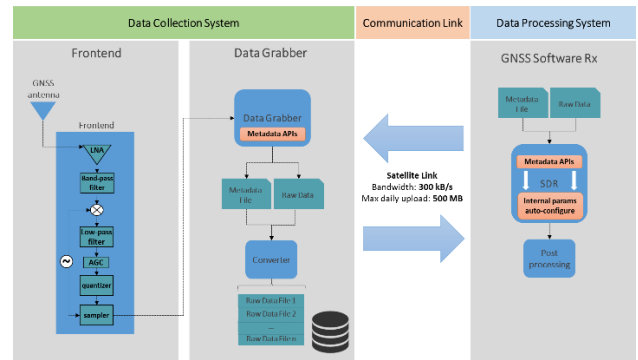 Data Collection System
Communication Link
Data Processing System
Frontend
Data Grabber
GNSS Software Rx
GNSS
antenna
Frontend
LNA
Band-pass
filter
Low-pass
filter
AGC
quantizer
sampler
Data Grabber
Metadata APIs
Metadata
File
Raw Data
Converter
Raw Data File 1
Raw Data File 2
---
Raw Data File n
Satellite Link
Bandwidth: 300 kB/s
Max daily upload: 500 MB
Metadata
File
Raw Data
Metadata APIs
SDR
Internal params
auto-configure
Post
processing